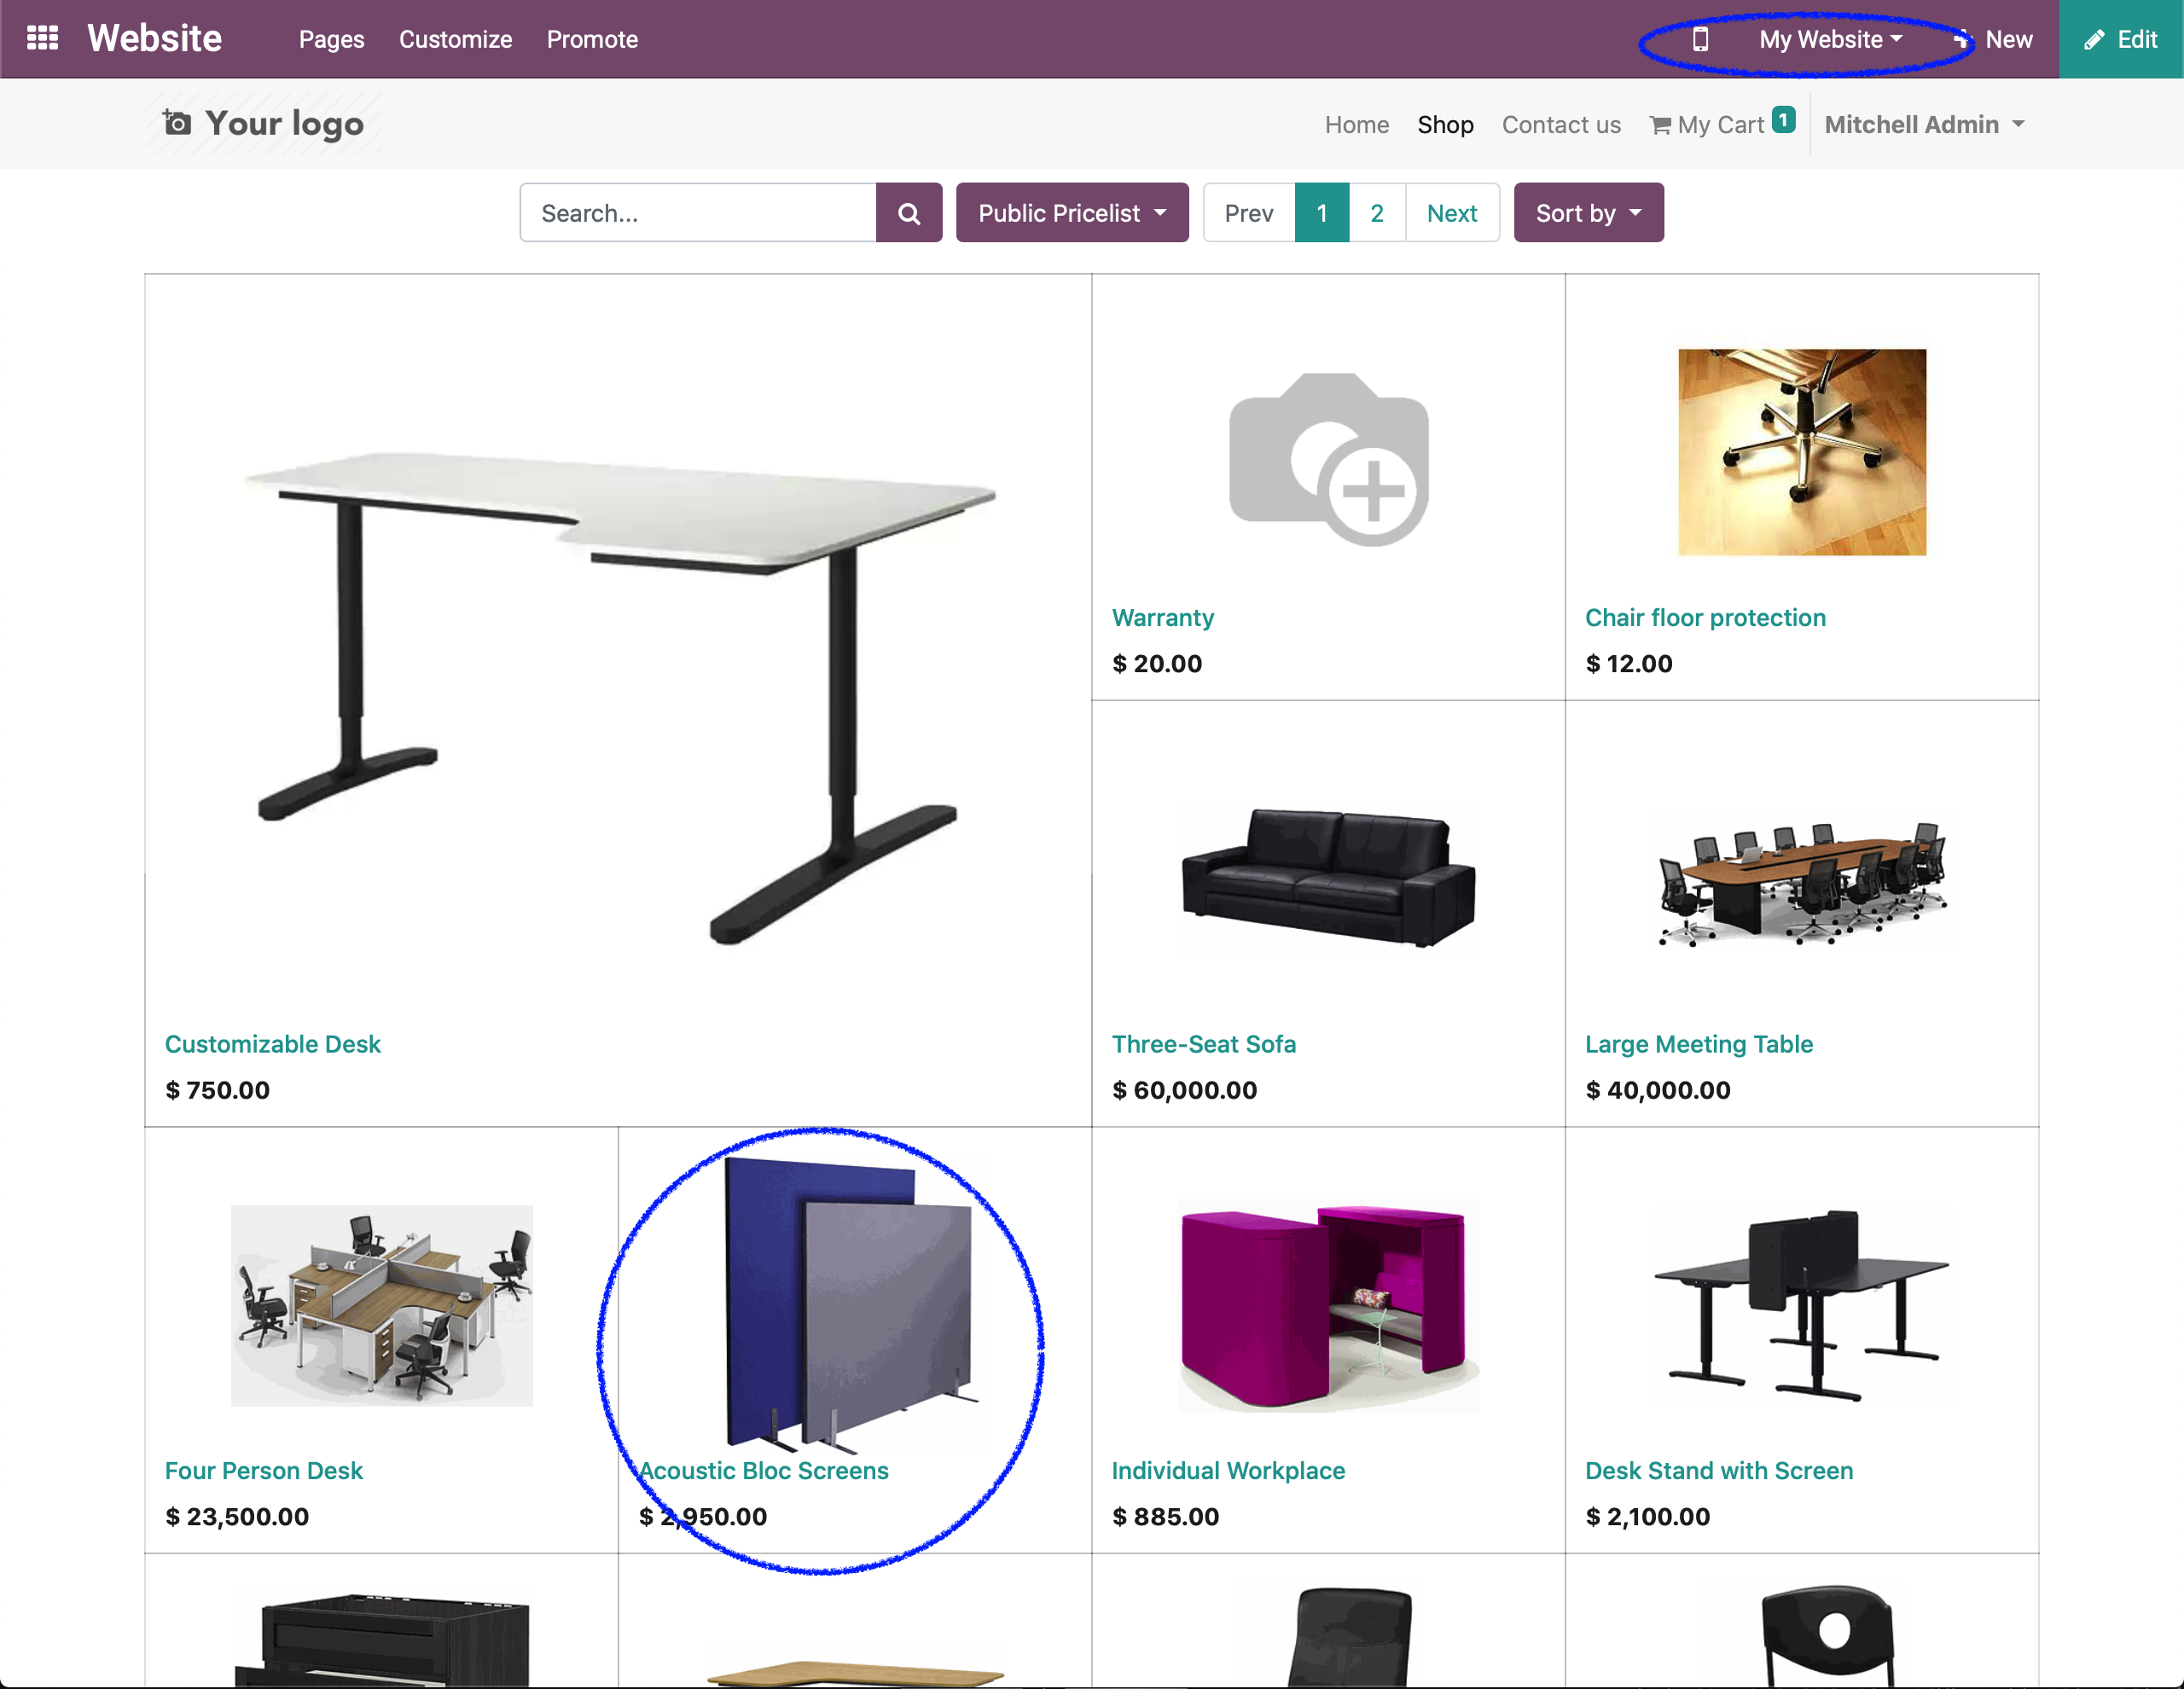 Website Pages Customize Promote My Website New Edit
Your logo Home Shop Contact us My Cart 1 Mitchell Admin
Search... Public Pricelist Prev 1 2 Next Sort by
Warranty Chair floor protection
$ 20.00 $ 12.00
Customizable Desk Three-Seat Sofa Large Meeting Table
$ 750.00 $ 60,000.00 $ 40,000.00
Four Person Desk Acoustic Bloc Screens Individual Workplace Desk Stand with Screen
$ 23,500.00 $ 2,950.00 $ 885.00 $ 2,100.00